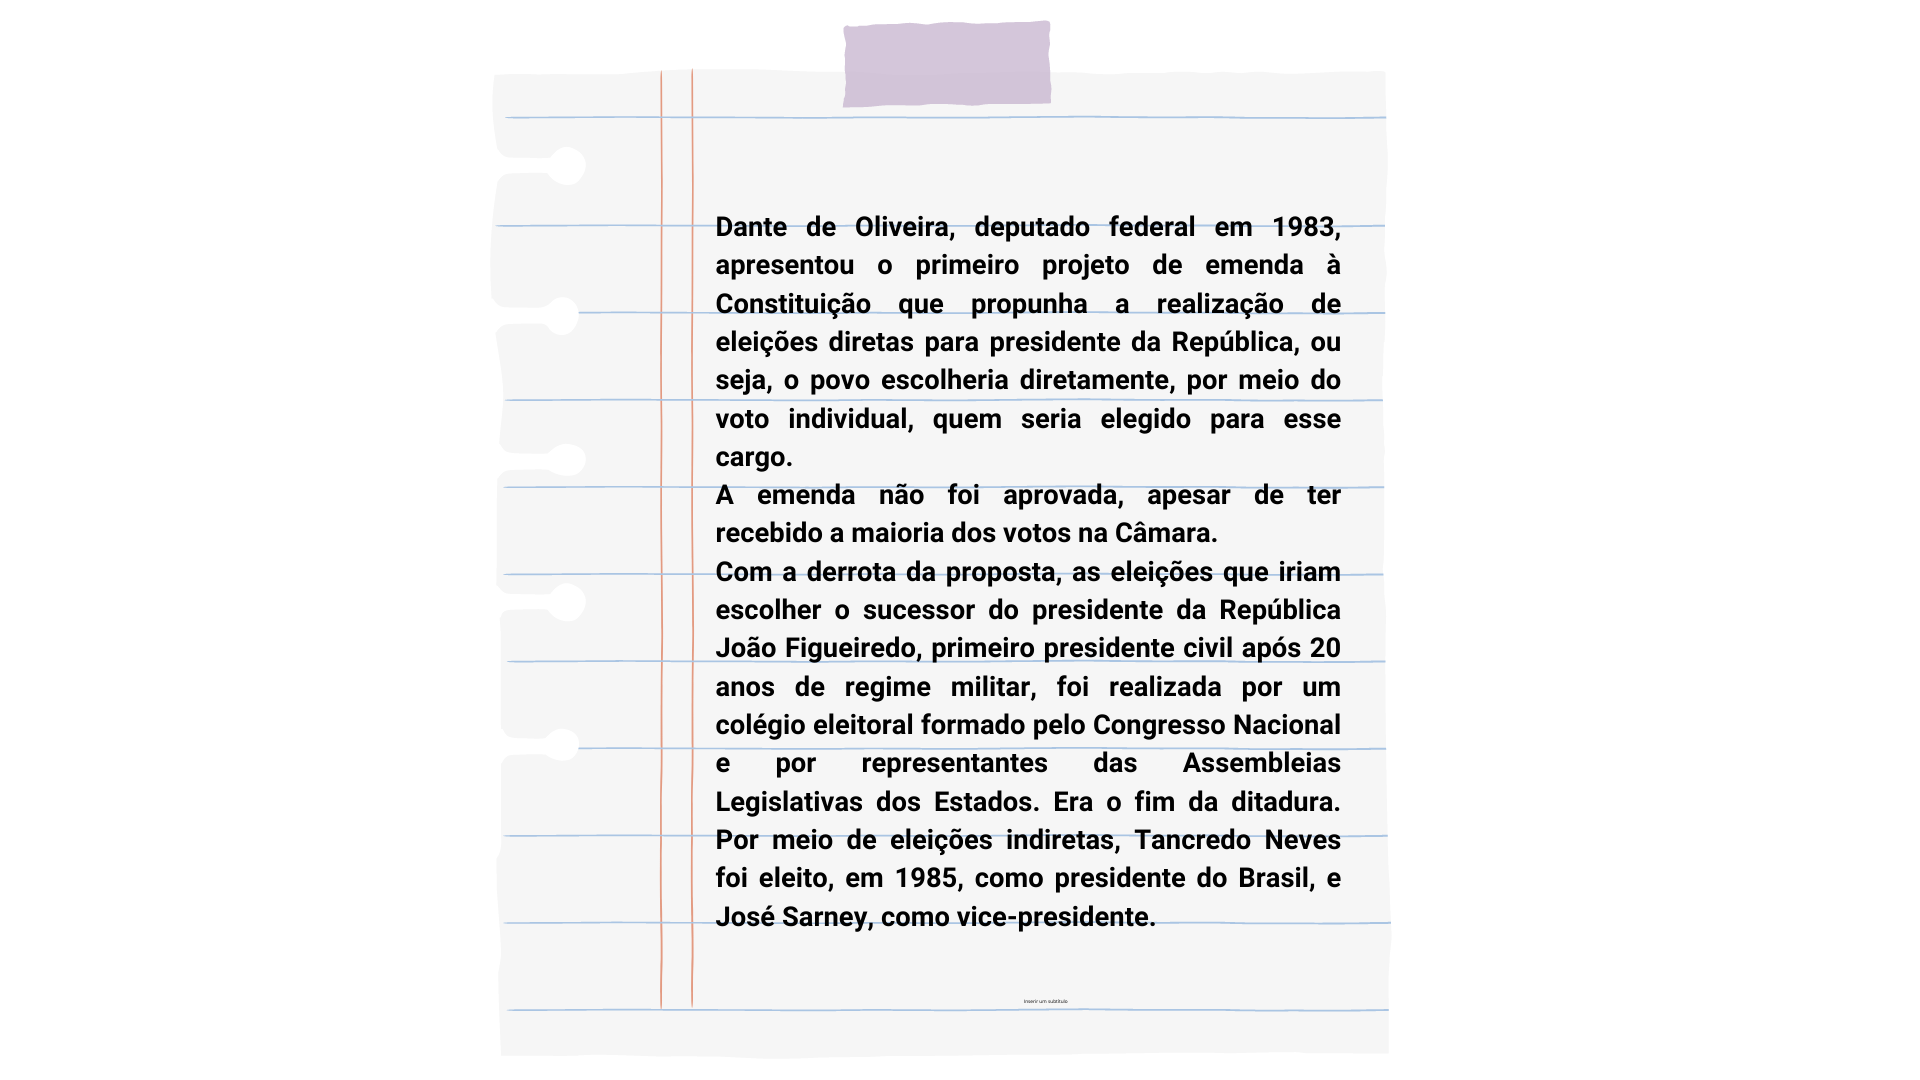 Dante de Oliveira, deputado federal em 1983,
apresentou o primeiro projeto de emenda à
Constituição que propunha a realização de
eleições diretas para presidente da República, ou
seja, o povo escolheria diretamente, por meio do
voto individual, quem seria elegido para esse
cargo.
A emenda não foi aprovada, apesar de ter
recebido a maioria dos votos na Câmara.
Com a derrota da proposta, as eleições que iriam
escolher o sucessor do presidente da República
João Figueiredo, primeiro presidente civil após 20
anos de regime militar, foi realizada por um
colégio eleitoral formado pelo Congresso Nacional
e por representantes das Assembleias
Legislativas dos Estados. Era o fim da ditadura.
Por meio de eleições indiretas, Tancredo Neves
foi eleito, em 1985, como presidente do Brasil, e
José Sarney, como vice-presidente.
Inserir um subtítulo